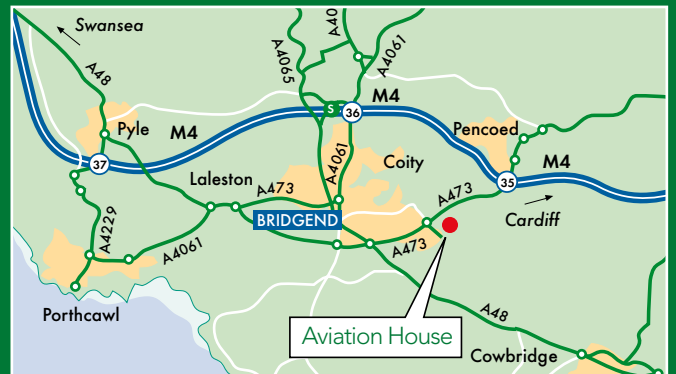 Swansea
A40
A4061
A4065
A48
M4
S
36
Pyle
M4
Pencoed
A4061
Coity
M4
37
Laleston
A473
35
A473
Cardiff
BRIDGEND
A4229
A4061
A473
Porthcawl
A48
Aviation House
Cowbridge